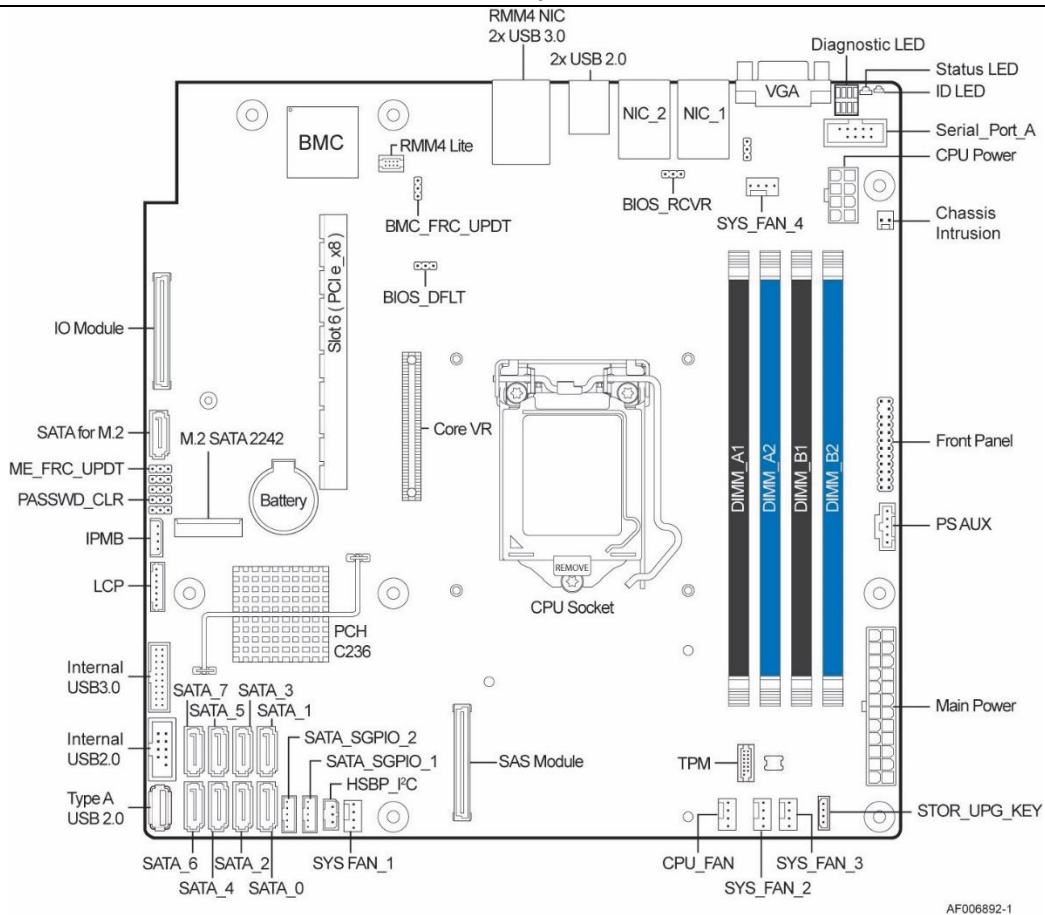 RMM4 NIC
2x USB 3.0
2x USB 2.0
Diagnostic LED
Status LED
ID LED
VGA
NIC_2
NIC_1
Serial_Port_A
BMC
RMM4 Lite
CPU Power
BIOS_RCVR
SYS_FAN_4
Chassis
Intrusion
BMC_FRC_UPDT
BIOS_DFLT
Slot 6 ( PCI e_x8 )
IO Module
Core VR
SATA for M.2
M.2 SATA 2242
ME_FRC_UPDT
PASSWD_CLR
Battery
IPMB
LCP
DIMM_A1
DIMM_A2
DIMM_B1
DIMM_B2
Front Panel
PS AUX
REMOVE
CPU Socket
PCH
C236
Internal
USB3.0
SATA_7
SATA_3
SATA_5
SATA_1
Main Power
Internal
USB2.0
SATA_SGPIO_2
SATA_SGPIO_1
HSBP_I²C
SAS Module
TPM
Type A
USB 2.0
STOR_UPG_KEY
SATA_6
SATA_2
SYS FAN_1
CPU_FAN
SYS_FAN_3
SATA_4
SATA_0
SYS_FAN_2
AF006892-1